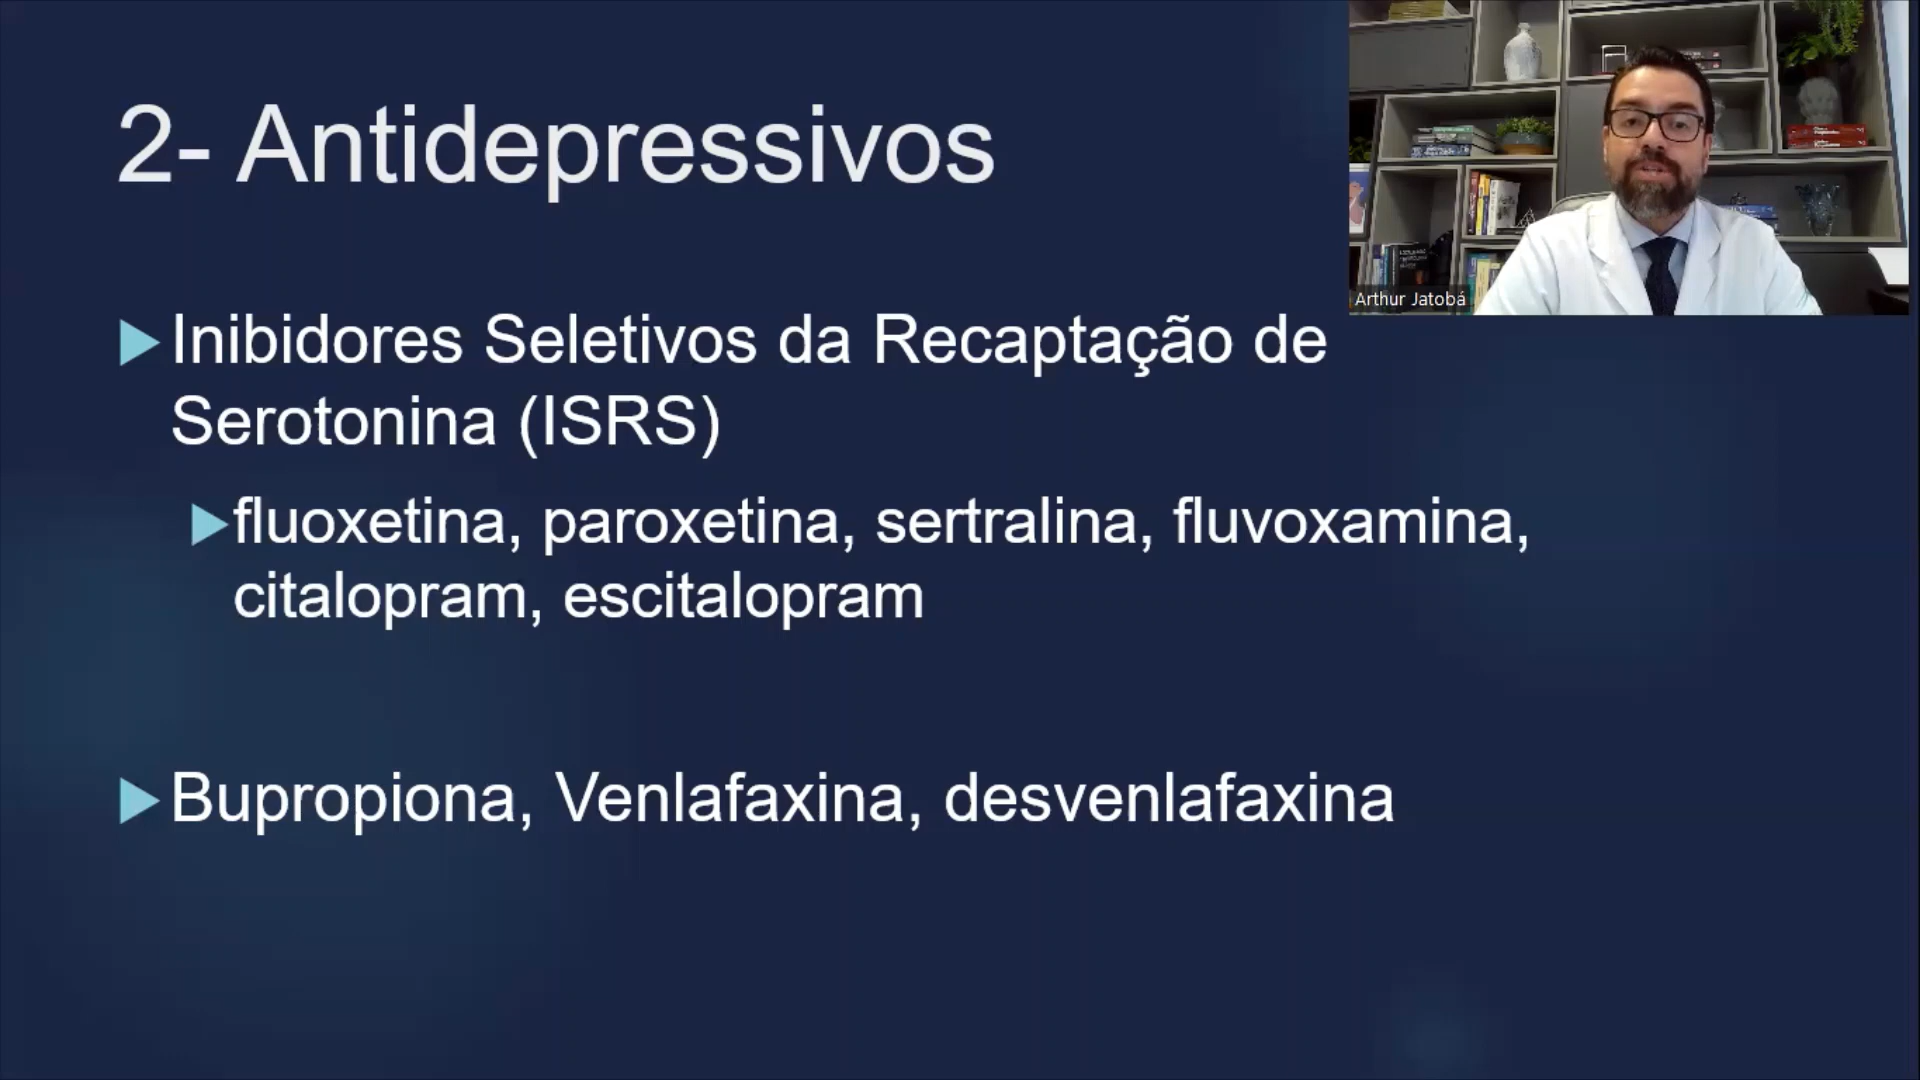 2- Antidepressivos
Arthur Jatobá
Inibidores Seletivos da Recaptação de
Serotonina (ISRS)
fluoxetina, paroxetina, sertralina, fluvoxamina,
citalopram, escitalopram
Bupropiona, Venlafaxina, desvenlafaxina